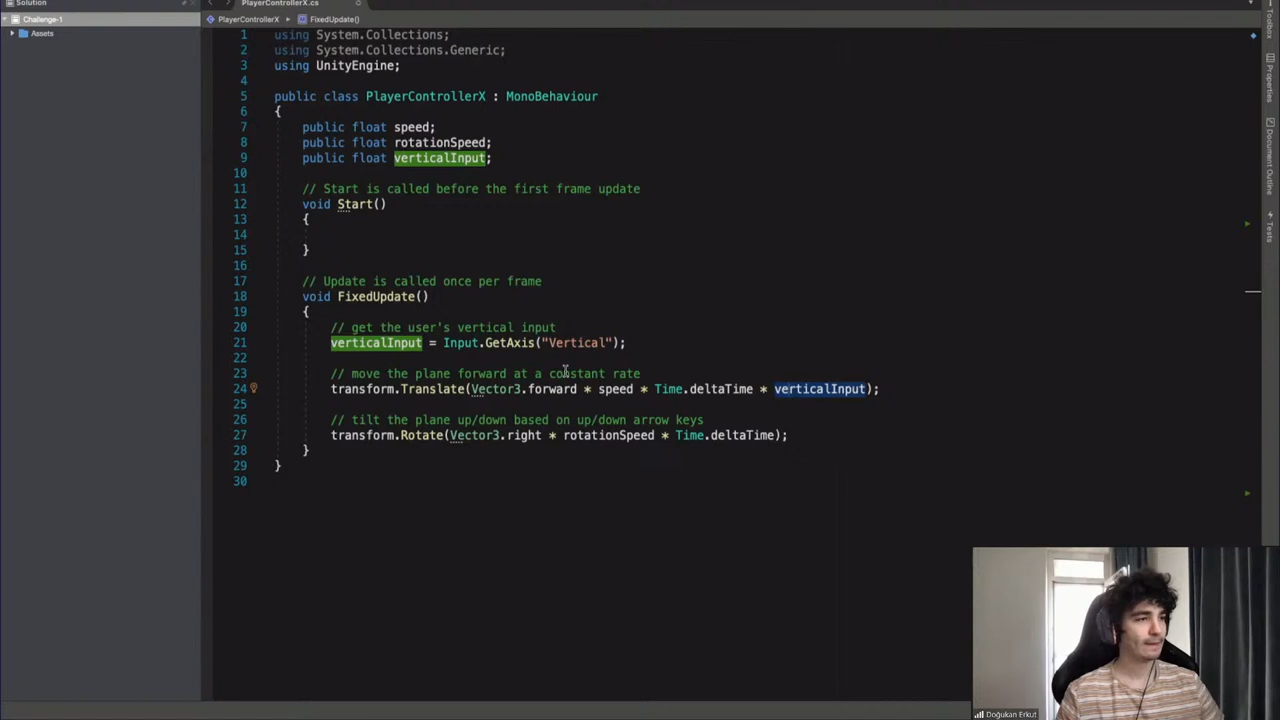 Solution
PlayerControllerX.cs
Challenge-1
PlayerControllerX
FixedUpdate()
Assets
1 using System.Collections;
2 using System.Collections.Generic;
3 using UnityEngine;
4
5 public class PlayerControllerX : MonoBehaviour
6 {
7 public float speed;
8 public float rotationSpeed;
9 public float verticalInput;
10
11 // Start is called before the first frame update
12 void Start()
13 {
14
15 }
16
17 // Update is called once per frame
18 void FixedUpdate()
19 {
20 // get the user's vertical input
21 verticalInput = Input.GetAxis("Vertical");
22
23 // move the plane forward at a constant rate
24 transform.Translate(Vector3.forward * speed * Time.deltaTime * verticalInput);
25
26 // tilt the plane up/down based on up/down arrow keys
27 transform.Rotate(Vector3.right * rotationSpeed * Time.deltaTime);
28 }
29 }
30
Toolbox
Properties
Document Outline
Tests
Doğukan Erkut